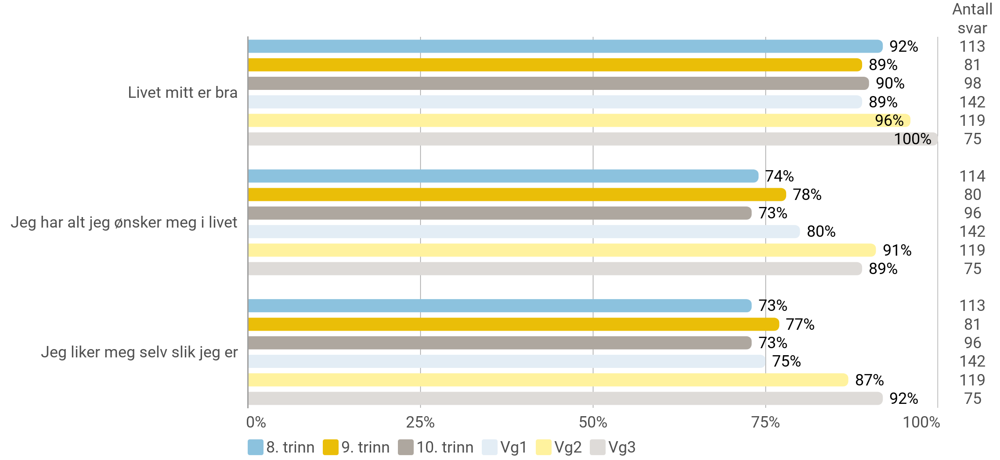 Antall
svar
92% 113
89% 81
90% 98
Livet mitt er bra
89% 142
96% 119
100% 75
74% 114
78% 80
73% 96
Jeg har alt jeg ønsker meg i livet
80% 142
91% 119
89% 75
73% 113
77% 81
73% 96
Jeg liker meg selv slik jeg er
75% 142
87% 119
92% 75
0% 25% 50% 75% 100%
8. trinn 9. trinn 10. trinn Vg1 Vg2 Vg3